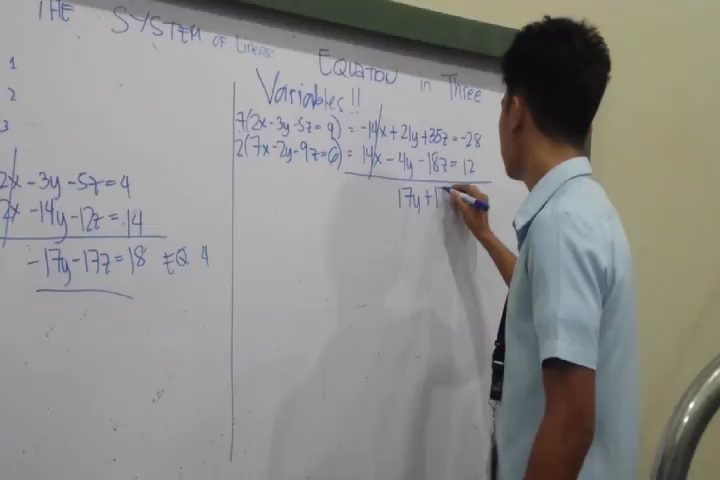 THE SYSTEM OF Linear EQUATION in Three
Variables!!
1
2
3
2x -3y -5z = 4
2x -14y -12z = 14
-17y -17z = 18 EQ 4
7(2x-3y-5z=4) = -14x + 21y + 35z = -28
2(7x-2y-9z=6) = 14x - 4y - 18z = 12
17y + 17